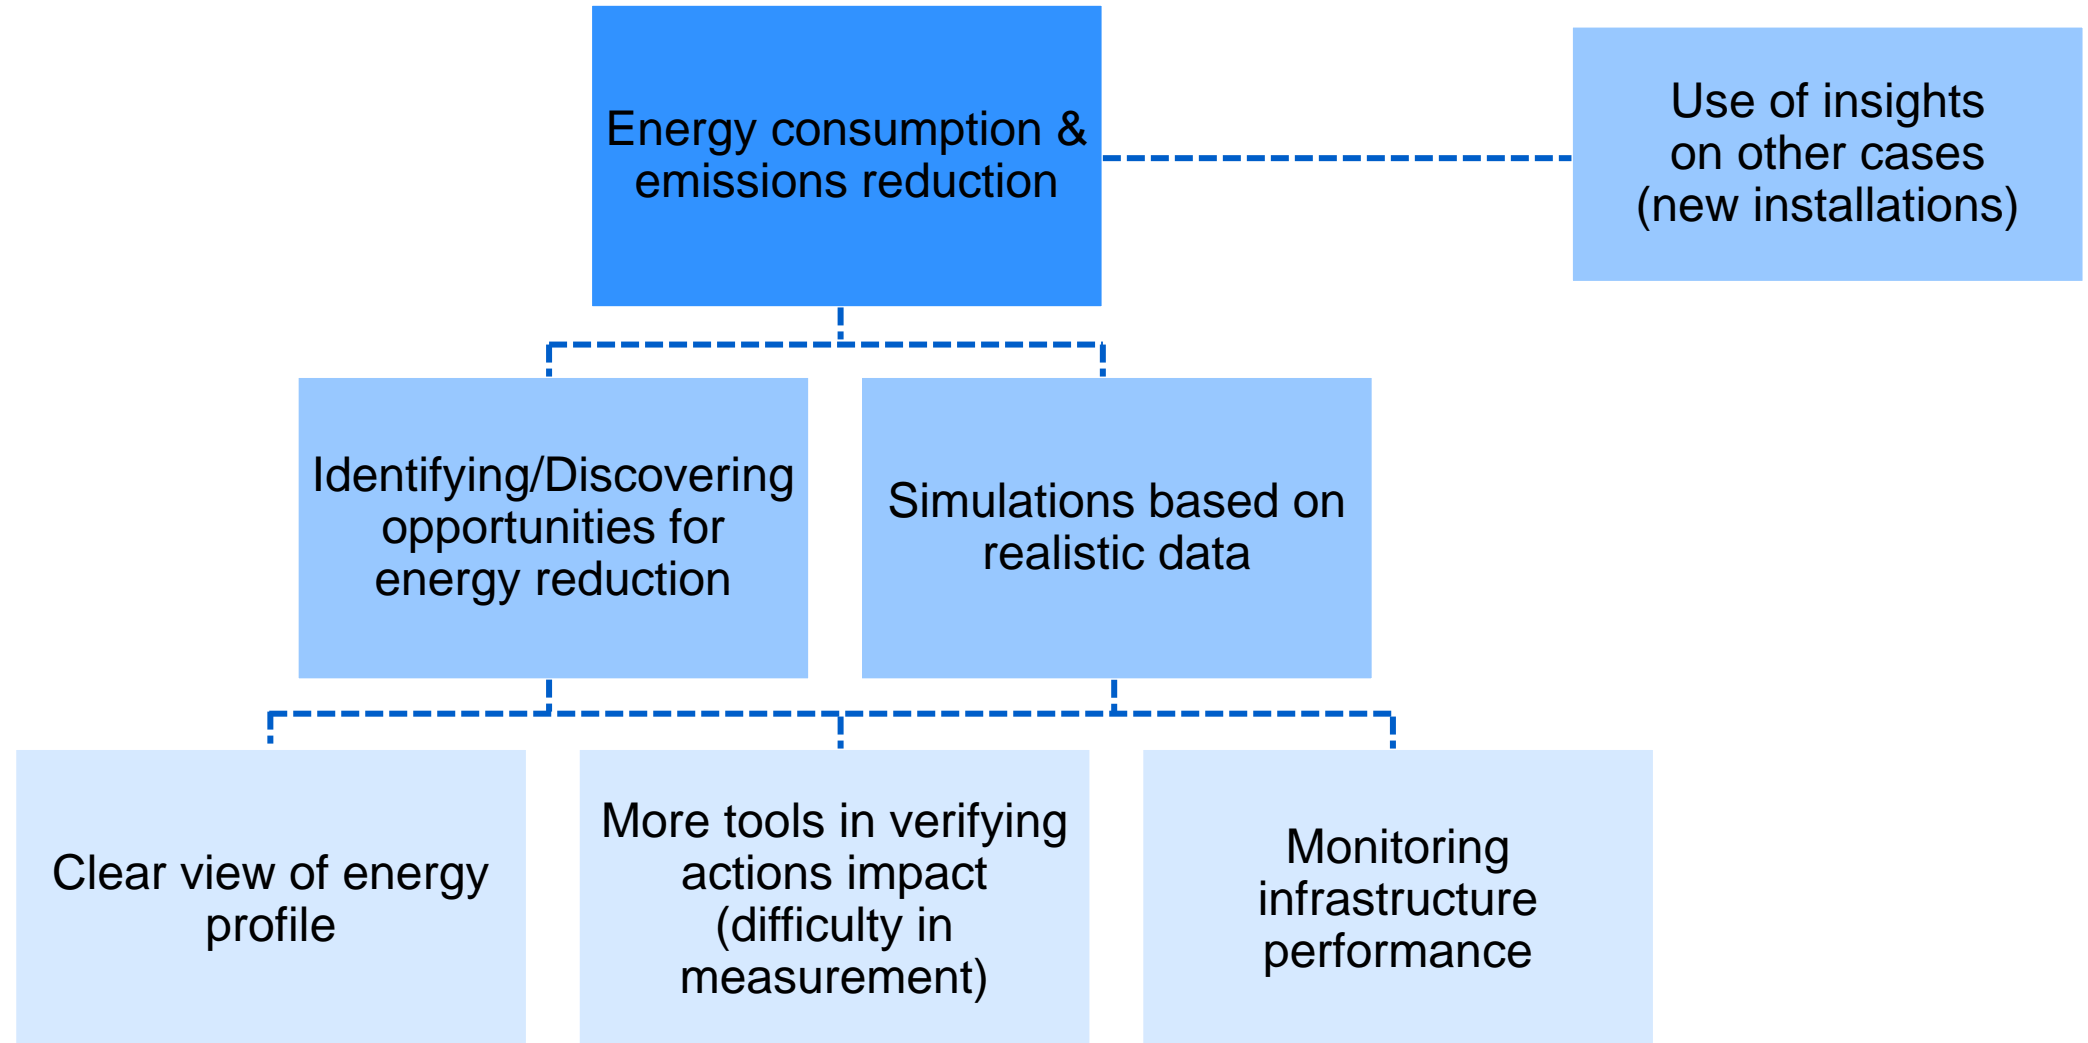 Energy consumption &
emissions reduction
Use of insights
on other cases
(new installations)
Identifying/Discovering
opportunities for
energy reduction
Simulations based on
realistic data
Clear view of energy
profile
More tools in verifying
actions impact
(difficulty in
measurement)
Monitoring
infrastructure
performance